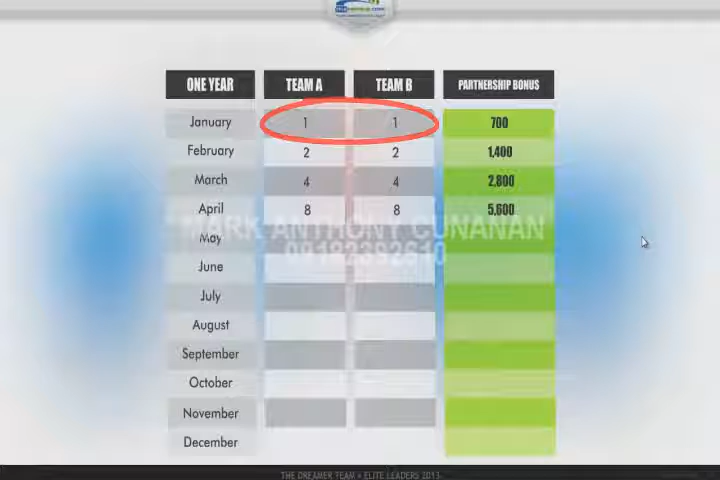 ONE YEAR TEAM A TEAM B PARTNERSHIP BONUS
January 1 1 700
February 2 2 1,400
March 4 4 2,800
April 8 8 5,600
MARK ANTHONY CUNANAN
May
09182392610
June
July
August
September
October
November
December
THE DREAMER TEAM • ELITE LEADERS 2013